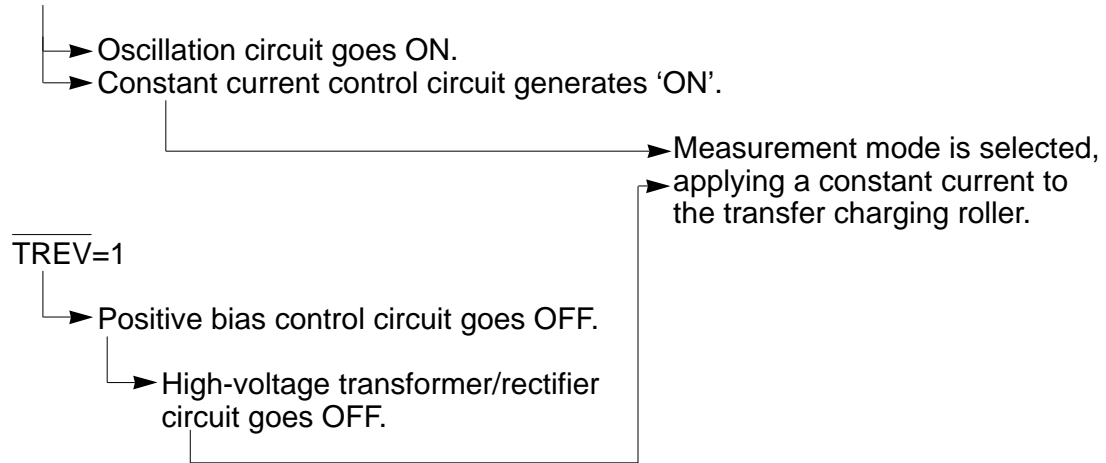 Oscillation circuit goes ON.
Constant current control circuit generates ‘ON’.
Measurement mode is selected,
applying a constant current to
the transfer charging roller.
T̅R̅E̅V̅=1
Positive bias control circuit goes OFF.
High-voltage transformer/rectifier
circuit goes OFF.